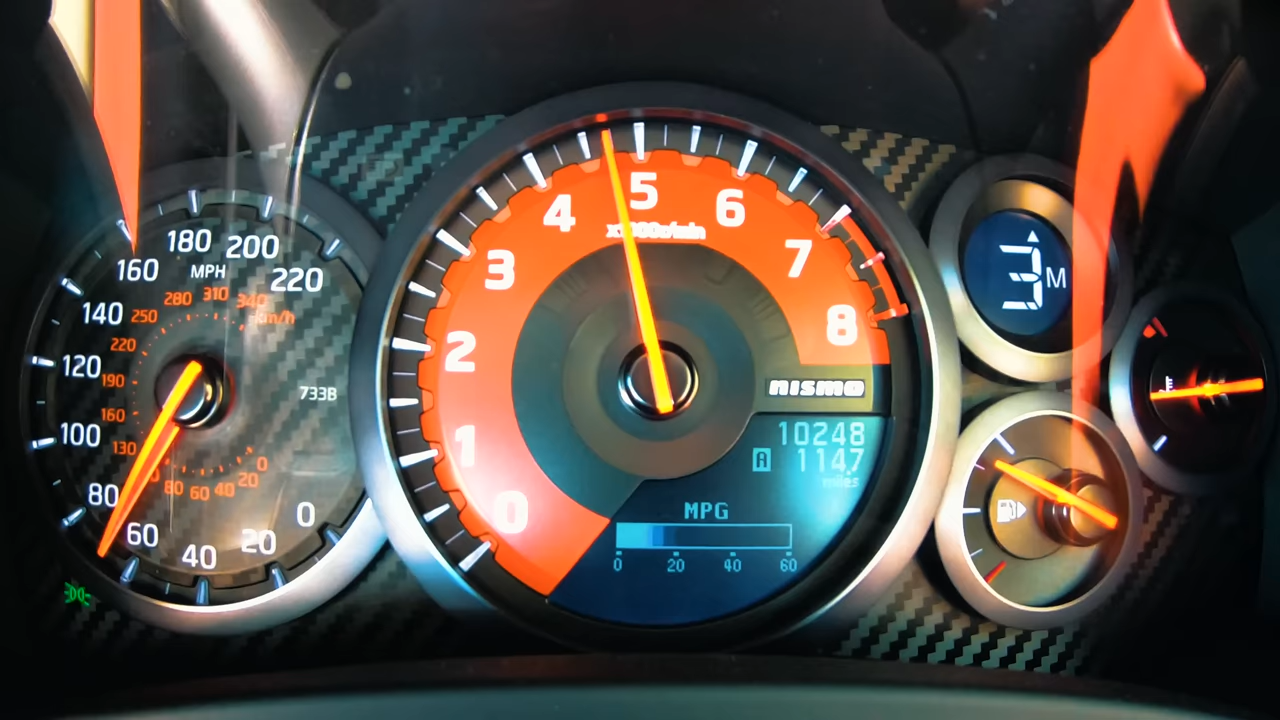 180 200
160 MPH 220
280 310 340
140 250 km/h
220
120 190
733B
160
100 130
0
80 80 60 40 20
60 40 20 0
5
4 6
x1000r/min
3 7
2 8
NISMO
1 10248
A 1147
miles
0 MPG
0 20 40 60
3 M